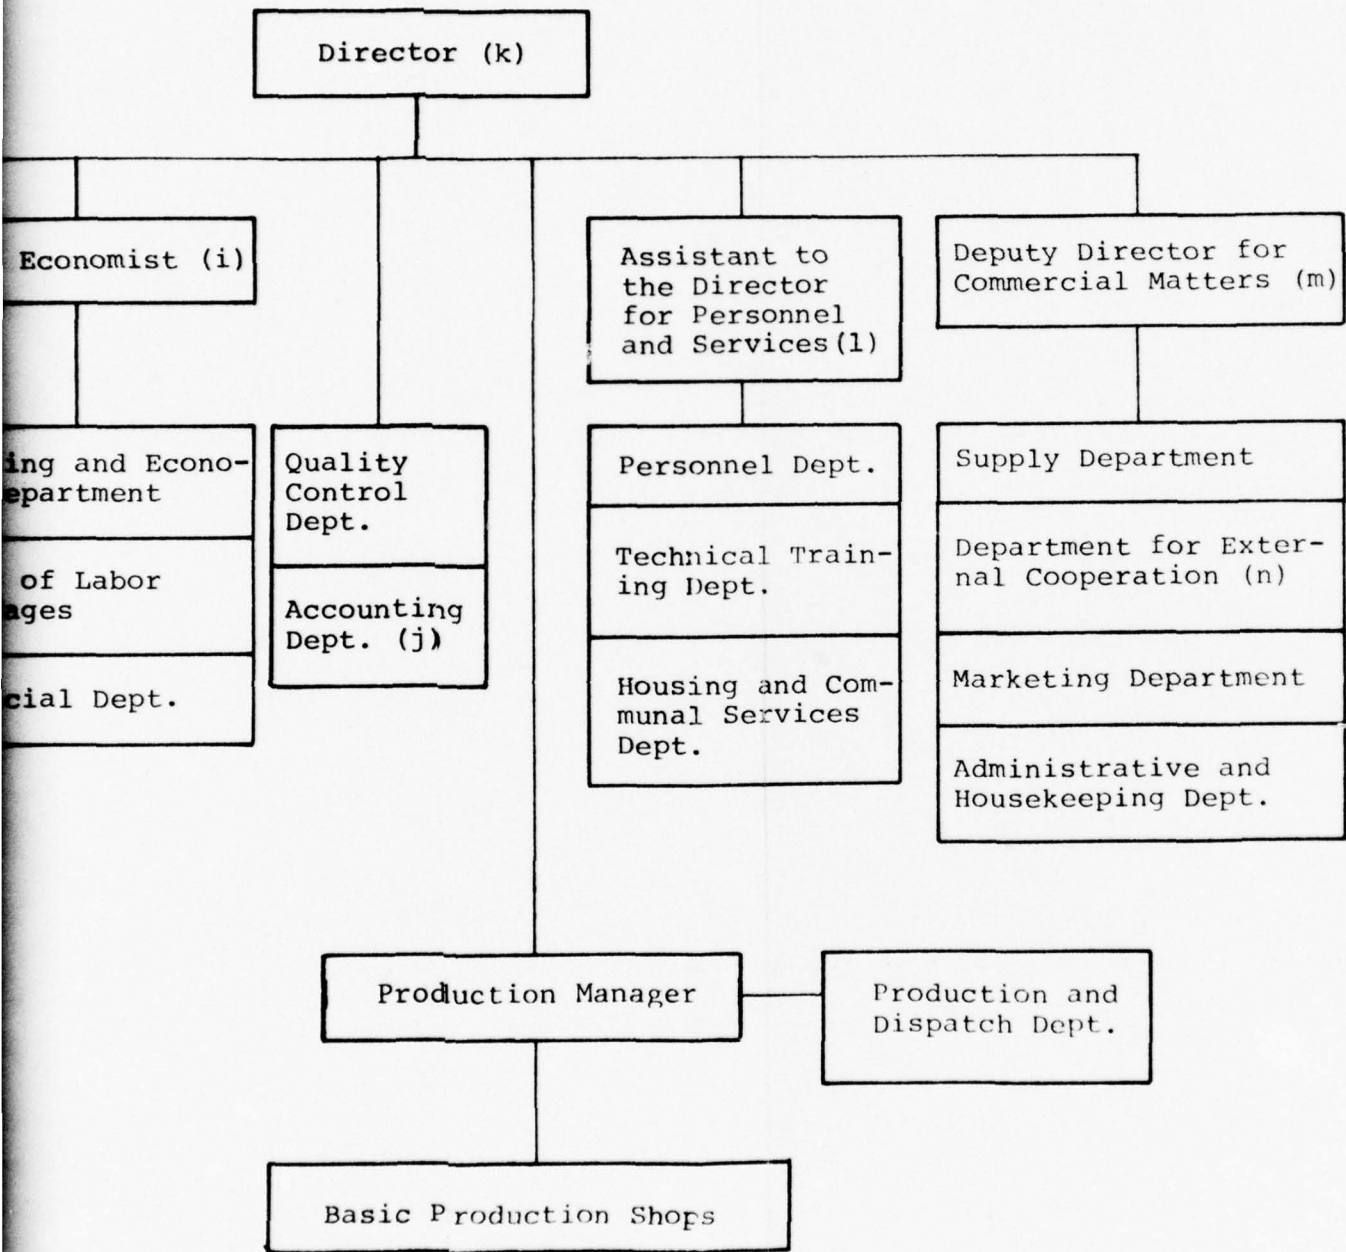 Director (k)
Economist (i)
Assistant to
the Director
for Personnel
and Services(l)
Deputy Director for
Commercial Matters (m)
ing and Econo-
epartment
of Labor
ages
cial Dept.
Quality
Control
Dept.
Accounting
Dept. (j)
Personnel Dept.
Technical Train-
ing Dept.
Housing and Com-
munal Services
Dept.
Supply Department
Department for Exter-
nal Cooperation (n)
Marketing Department
Administrative and
Housekeeping Dept.
Production Manager
Production and
Dispatch Dept.
Basic Production Shops